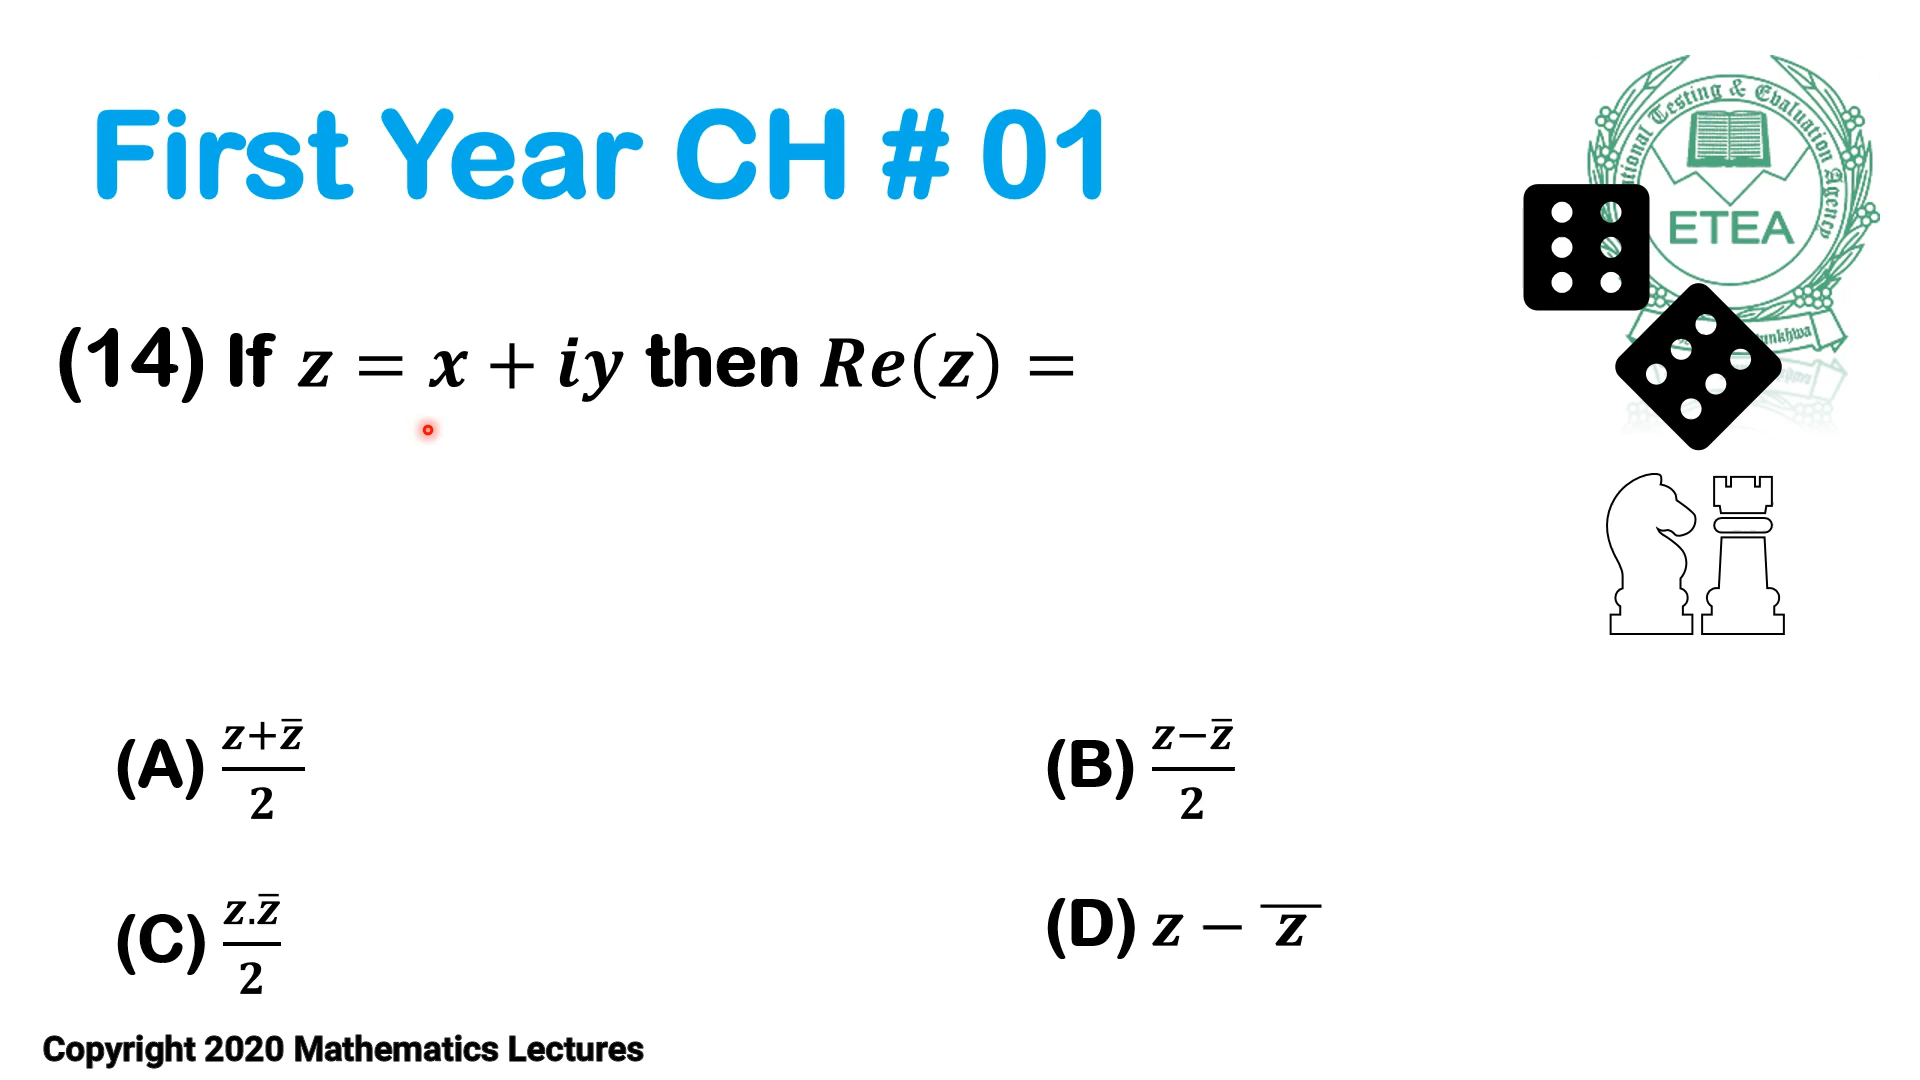 First Year CH # 01
(14) If z = x + iy then Re(z) =
(A) (z+z̅)/2
(B) (z−z̅)/2
(C) (z.z̅)/2
(D) z − z̅
Testing & Evaluation Agency
ETEA
Copyright 2020 Mathematics Lectures